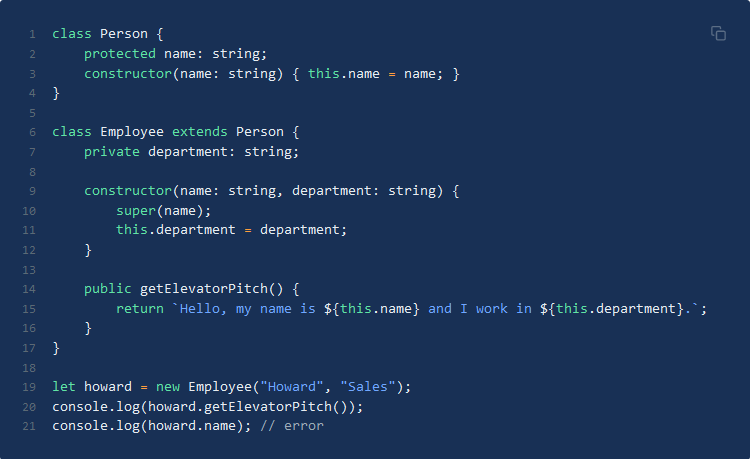 1 class Person {
2     protected name: string;
3     constructor(name: string) { this.name = name; }
4 }
5
6 class Employee extends Person {
7     private department: string;
8
9     constructor(name: string, department: string) {
10         super(name);
11         this.department = department;
12     }
13
14     public getElevatorPitch() {
15         return `Hello, my name is ${this.name} and I work in ${this.department}.`;
16     }
17 }
18
19 let howard = new Employee("Howard", "Sales");
20 console.log(howard.getElevatorPitch());
21 console.log(howard.name); // error